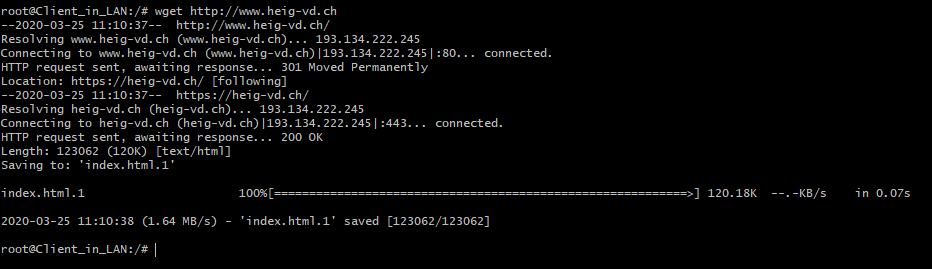 root@Client_in_LAN:/# wget http://www.heig-vd.ch
--2020-03-25 11:10:37-- http://www.heig-vd.ch/
Resolving www.heig-vd.ch (www.heig-vd.ch)... 193.134.222.245
Connecting to www.heig-vd.ch (www.heig-vd.ch)|193.134.222.245|:80... connected.
HTTP request sent, awaiting response... 301 Moved Permanently
Location: https://heig-vd.ch/ [following]
--2020-03-25 11:10:37-- https://heig-vd.ch/
Resolving heig-vd.ch (heig-vd.ch)... 193.134.222.245
Connecting to heig-vd.ch (heig-vd.ch)|193.134.222.245|:443... connected.
HTTP request sent, awaiting response... 200 OK
Length: 123062 (120K) [text/html]
Saving to: 'index.html.1'
index.html.1 100%[===========================================================>] 120.18K --.-KB/s in 0.07s
2020-03-25 11:10:38 (1.64 MB/s) - 'index.html.1' saved [123062/123062]
root@Client_in_LAN:/#